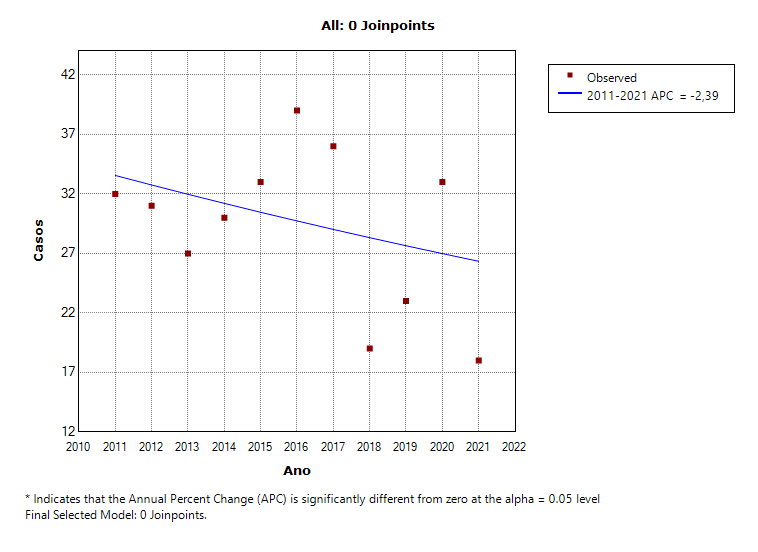 All: 0 Joinpoints
Observed
2011-2021 APC = -2,39
42
37
32
27
22
17
12
Casos
2010 2011 2012 2013 2014 2015 2016 2017 2018 2019 2020 2021 2022
Ano
* Indicates that the Annual Percent Change (APC) is significantly different from zero at the alpha = 0.05 level
Final Selected Model: 0 Joinpoints.